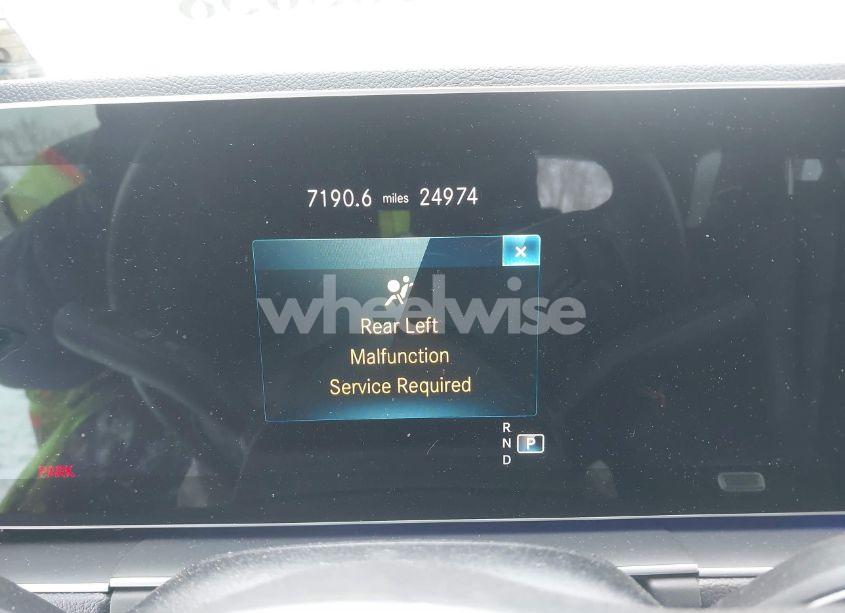 7190.6 miles 24974
×
wheelwise
Rear Left
Malfunction
Service Required
R
N P
D
PARK